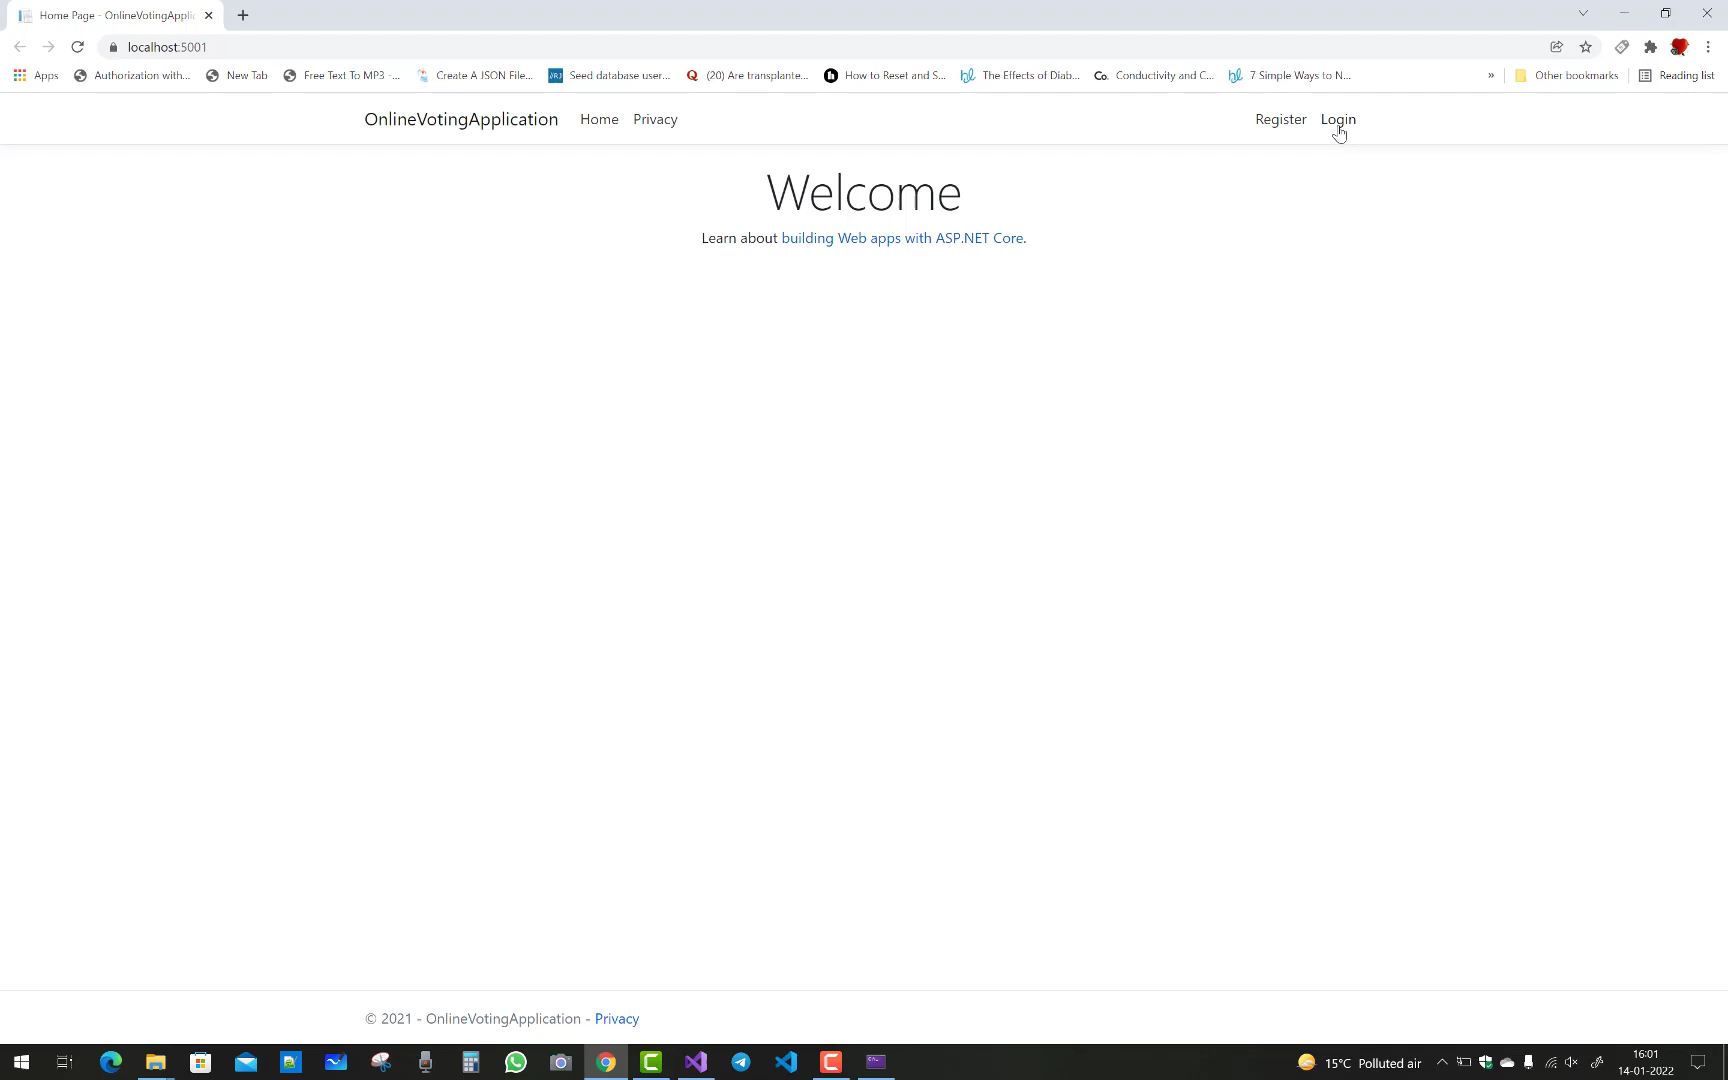 Home Page - OnlineVotingApplic
localhost:5001
Apps
Authorization with...
New Tab
Free Text To MP3 -...
Create A JSON File...
Seed database user...
(20) Are transplante...
How to Reset and S...
The Effects of Diab...
Conductivity and C...
7 Simple Ways to N...
»
Other bookmarks
Reading list
OnlineVotingApplication Home Privacy Register Login
Welcome
Learn about building Web apps with ASP.NET Core.
© 2021 - OnlineVotingApplication - Privacy
15°C Polluted air
16:01
14-01-2022